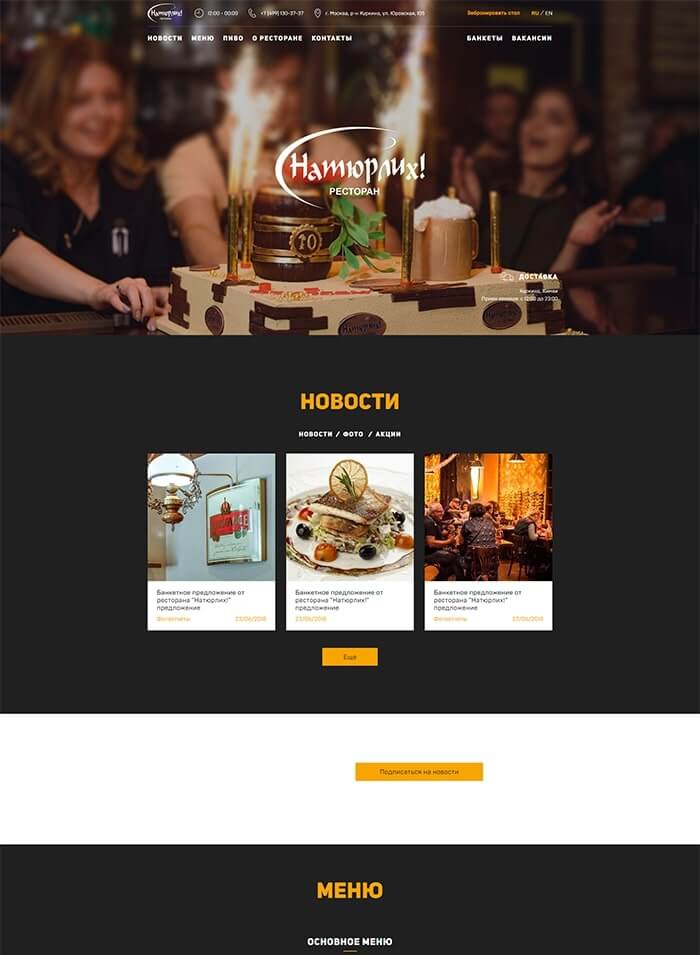 Натюрлих!
12:00 - 00:00
+7 (499) 130-37-37
г. Москва, р-н Куркино, ул. Юровская, 105
Забронировать стол
RU / EN
НОВОСТИ МЕНЮ ПИВО О РЕСТОРАНЕ КОНТАКТЫ БАНКЕТЫ ВАКАНСИИ
Натюрлих!
РЕСТОРАН
10
ДОСТАВКА
Куркино, Химки
Прием заказов с 12:00 до 23:00
Натюрлих!
НОВОСТИ
НОВОСТИ / ФОТО / АКЦИИ
Банкетное предложение от
ресторана "Натюрлих!"
предложение
Фотоотчеты 23/06/2018
Банкетное предложение от
ресторана "Натюрлих!"
предложение
23/06/2018
Банкетное предложение от
ресторана "Натюрлих!"
предложение
Фотоотчеты 23/06/2018
Еще
Подписаться на новости
МЕНЮ
ОСНОВНОЕ МЕНЮ